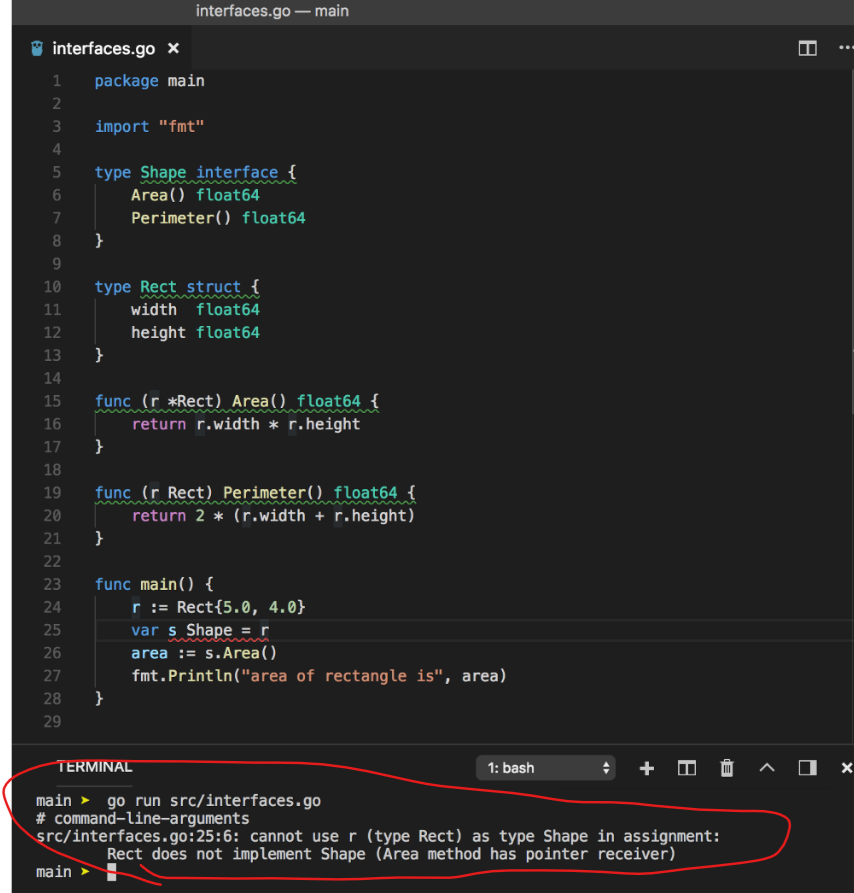 interfaces.go — main
interfaces.go ×
1 package main
2
3 import "fmt"
4
5 type Shape interface {
6     Area() float64
7     Perimeter() float64
8 }
9
10 type Rect struct {
11     width  float64
12     height float64
13 }
14
15 func (r *Rect) Area() float64 {
16     return r.width * r.height
17 }
18
19 func (r Rect) Perimeter() float64 {
20     return 2 * (r.width + r.height)
21 }
22
23 func main() {
24     r := Rect{5.0, 4.0}
25     var s Shape = r
26     area := s.Area()
27     fmt.Println("area of rectangle is", area)
28 }
29
TERMINAL 1: bash
main ➤ go run src/interfaces.go
# command-line-arguments
src/interfaces.go:25:6: cannot use r (type Rect) as type Shape in assignment:
        Rect does not implement Shape (Area method has pointer receiver)
main ➤